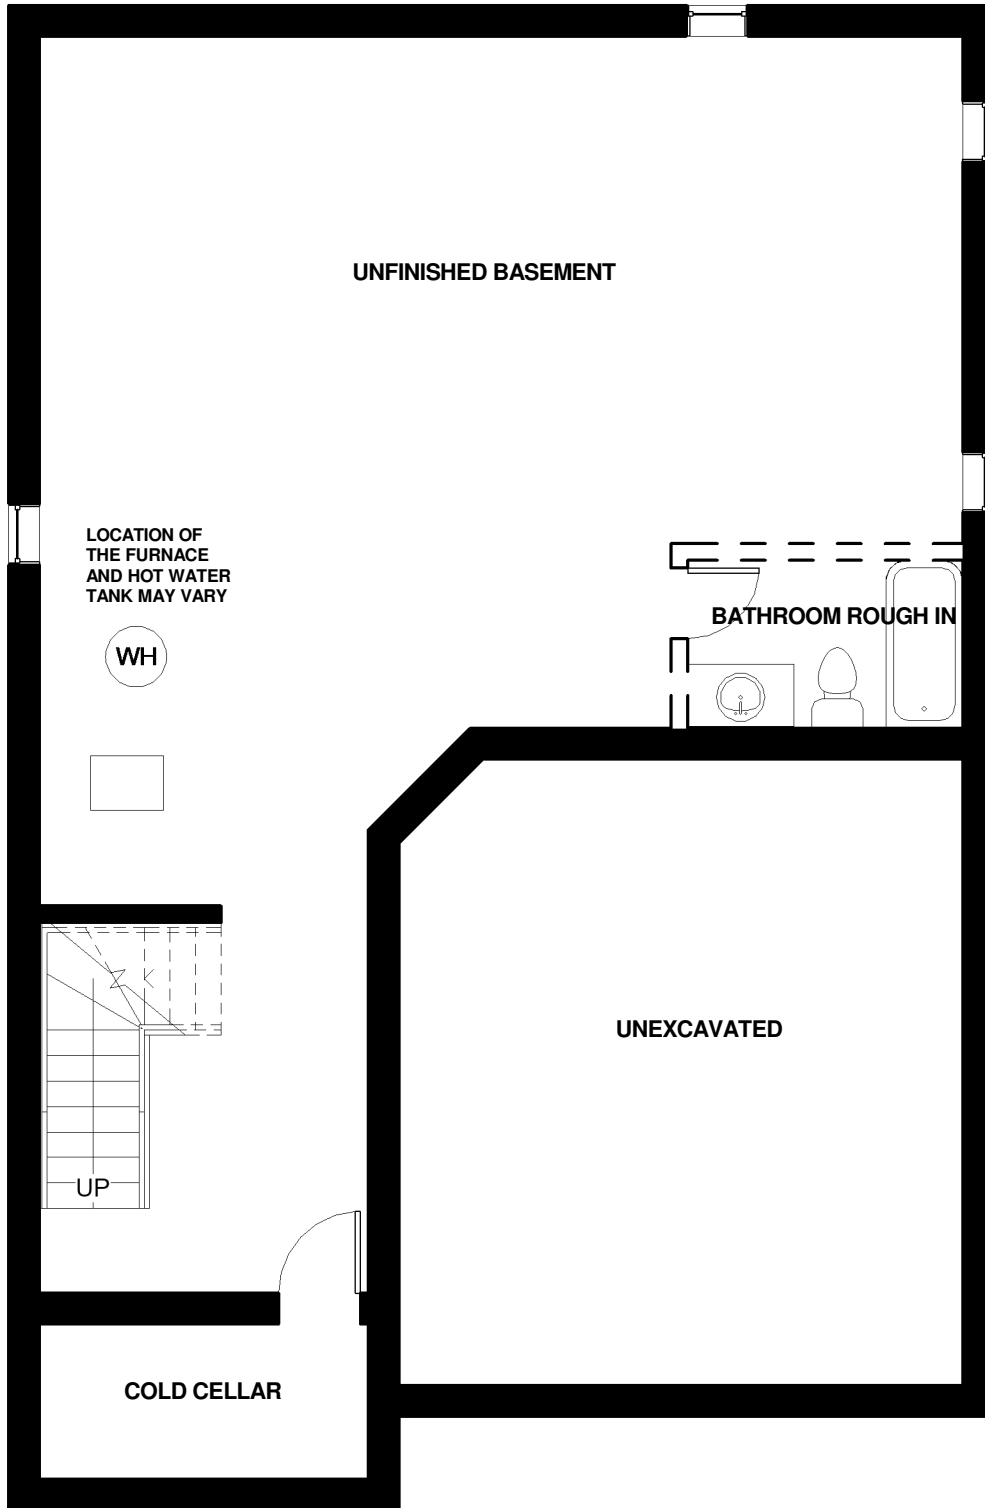 UNFINISHED BASEMENT
LOCATION OF
THE FURNACE
AND HOT WATER
TANK MAY VARY
BATHROOM ROUGH IN
WH
UNEXCAVATED
UP
COLD CELLAR